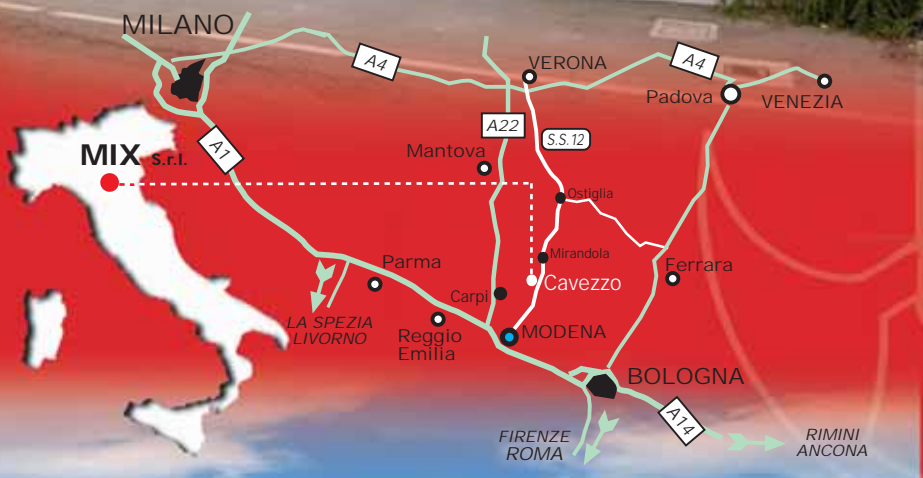 MILANO
A4
VERONA
A4
Padova
VENEZIA
A22
S.S.12
A1
Mantova
MIX S.r.l.
Ostiglia
Mirandola
Parma
Ferrara
Cavezzo
Carpi
LA SPEZIA
LIVORNO
Reggio
Emilia
MODENA
BOLOGNA
A14
FIRENZE
ROMA
RIMINI
ANCONA